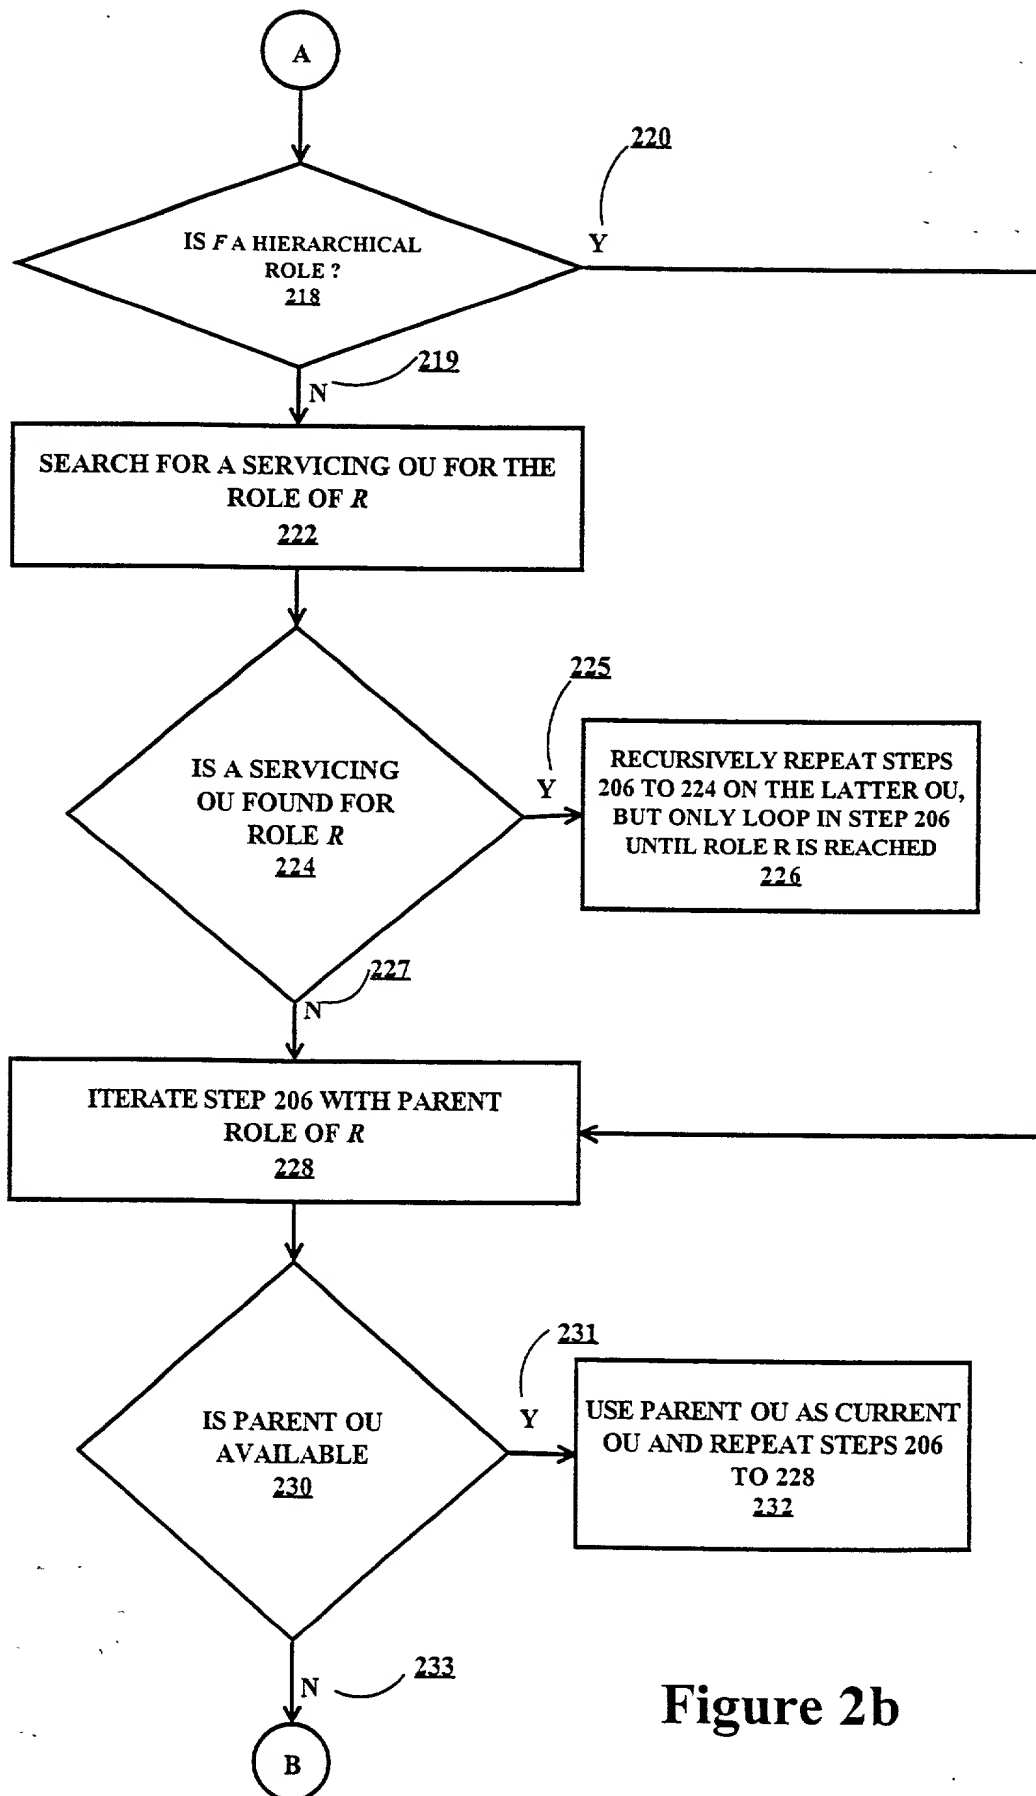 A
220
Y
IS F A HIERARCHICAL
ROLE ?
218
219
N
SEARCH FOR A SERVICING OU FOR THE
ROLE OF R
222
225
Y
IS A SERVICING
OU FOUND FOR
ROLE R
224
RECURSIVELY REPEAT STEPS
206 TO 224 ON THE LATTER OU,
BUT ONLY LOOP IN STEP 206
UNTIL ROLE R IS REACHED
226
227
N
ITERATE STEP 206 WITH PARENT
ROLE OF R
228
231
Y
IS PARENT OU
AVAILABLE
230
USE PARENT OU AS CURRENT
OU AND REPEAT STEPS 206
TO 228
232
233
N
B
Figure 2b